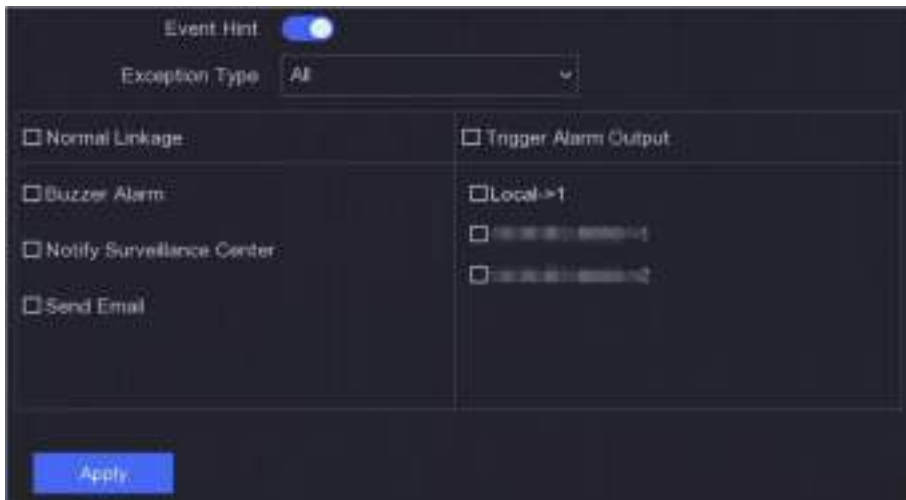 Event Hint
Exception Type All
Normal Linkage
Trigger Alarm Output
Buzzer Alarm
Local->1
Notify Surveillance Center
Send Email
Apply